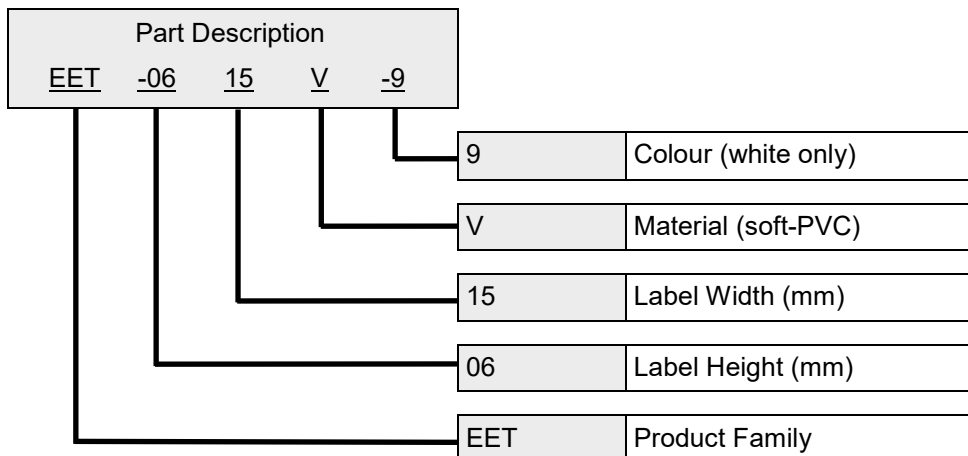 Part Description
EET -06 15 V -9
9 Colour (white only)
V Material (soft-PVC)
15 Label Width (mm)
06 Label Height (mm)
EET Product Family